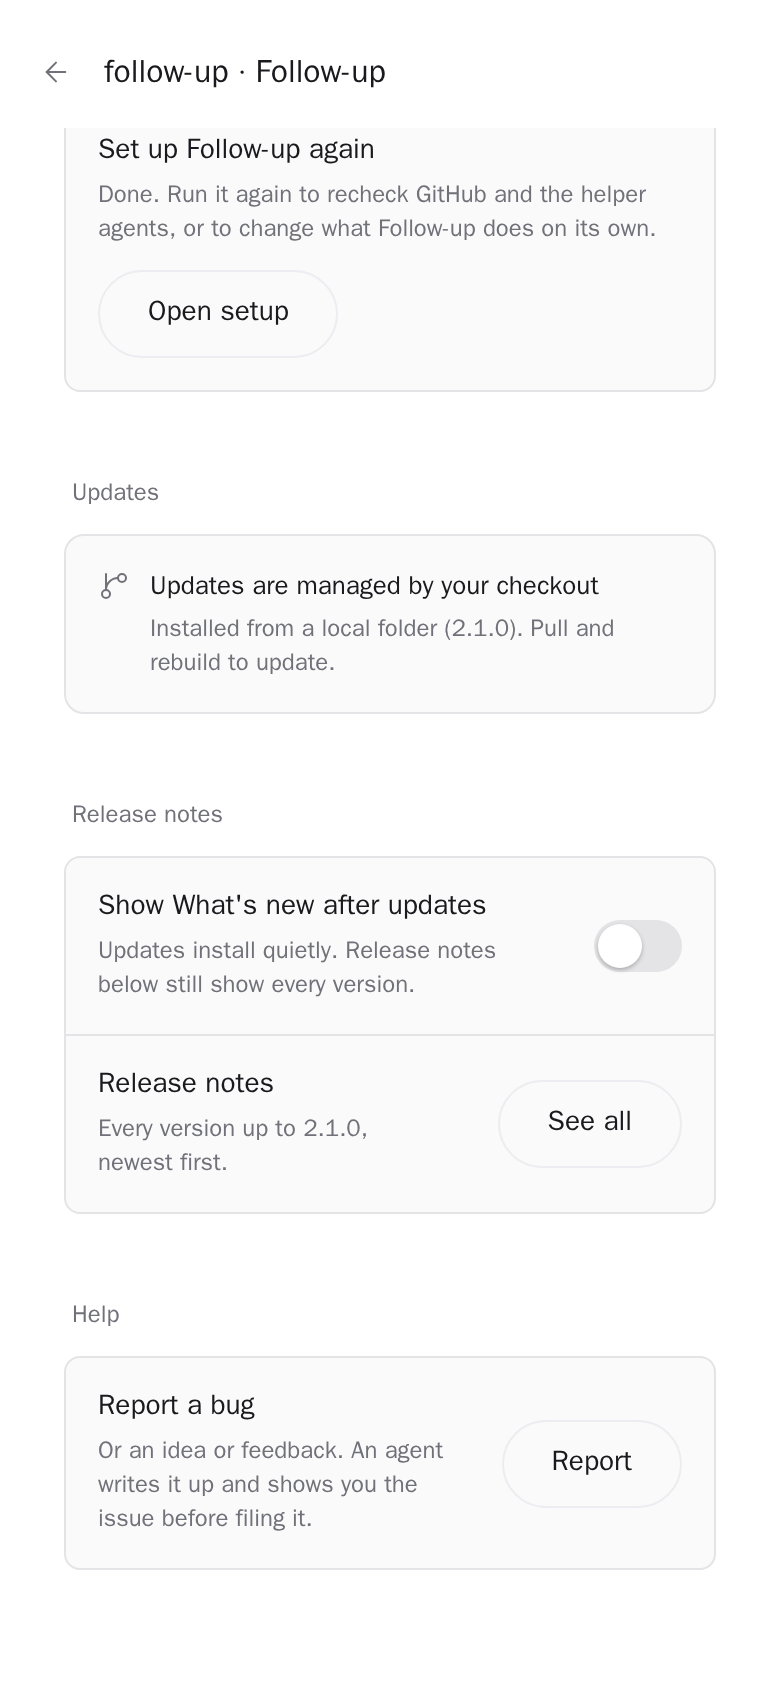 follow-up · Follow-up
Set up Follow-up again
Done. Run it again to recheck GitHub and the helper
agents, or to change what Follow-up does on its own.
Open setup
Updates
Updates are managed by your checkout
Installed from a local folder (2.1.0). Pull and
rebuild to update.
Release notes
Show What's new after updates
Updates install quietly. Release notes
below still show every version.
Release notes
Every version up to 2.1.0,
newest first.
See all
Help
Report a bug
Or an idea or feedback. An agent
writes it up and shows you the
issue before filing it.
Report